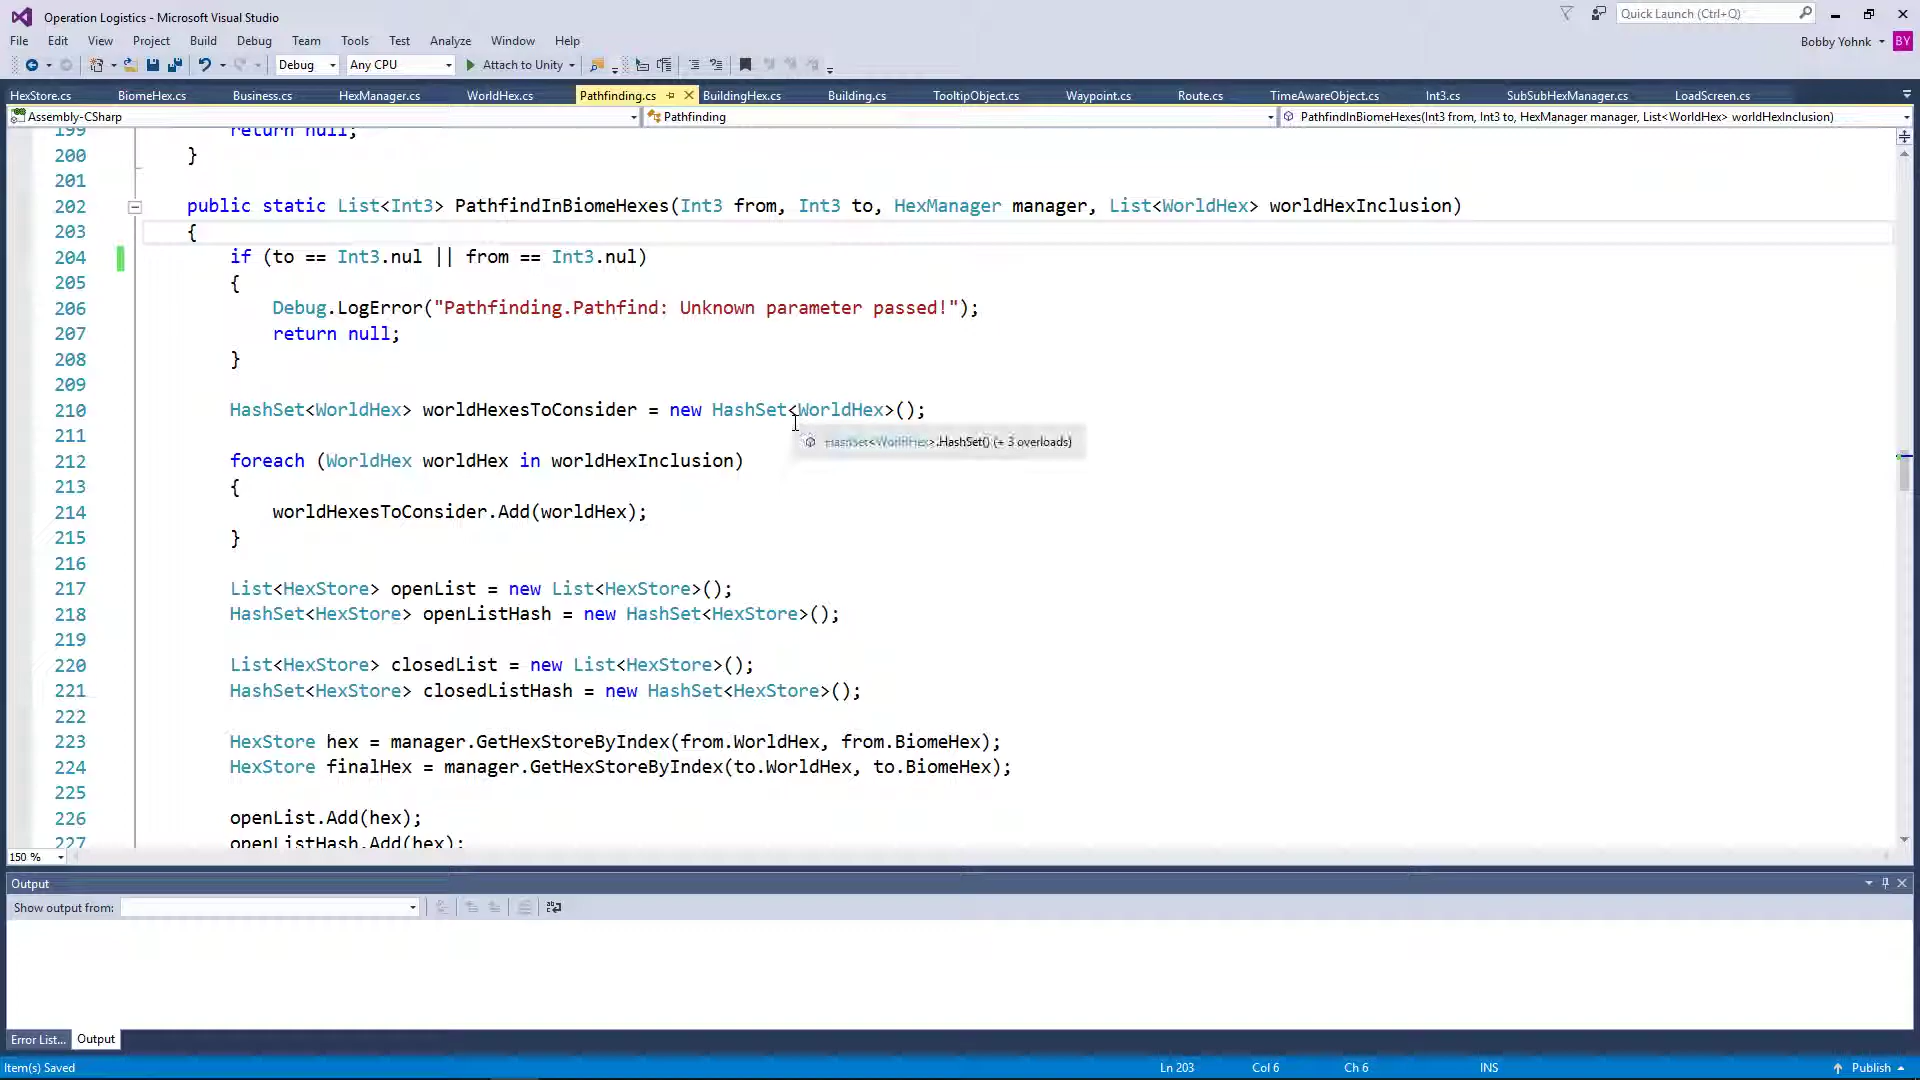 Operation Logistics - Microsoft Visual Studio
Quick Launch (Ctrl+Q)
File Edit View Project Build Debug Team Tools Test Analyze Window Help
Bobby Yohnk BY
Debug Any CPU Attach to Unity
HexStore.cs BiomeHex.cs Business.cs HexManager.cs WorldHex.cs Pathfinding.cs BuildingHex.cs Building.cs TooltipObject.cs Waypoint.cs Route.cs TimeAwareObject.cs Int3.cs SubSubHexManager.cs LoadScreen.cs
Assembly-CSharp Pathfinding PathfindInBiomeHexes(Int3 from, Int3 to, HexManager manager, List<WorldHex> worldHexInclusion)
199 return null;
200 }
201
202 public static List<Int3> PathfindInBiomeHexes(Int3 from, Int3 to, HexManager manager, List<WorldHex> worldHexInclusion)
203 {
204 if (to == Int3.nul || from == Int3.nul)
205 {
206 Debug.LogError("Pathfinding.Pathfind: Unknown parameter passed!");
207 return null;
208 }
209
210 HashSet<WorldHex> worldHexesToConsider = new HashSet<WorldHex>();
211 HashSet<WorldHex>.HashSet() (+ 3 overloads)
212 foreach (WorldHex worldHex in worldHexInclusion)
213 {
214 worldHexesToConsider.Add(worldHex);
215 }
216
217 List<HexStore> openList = new List<HexStore>();
218 HashSet<HexStore> openListHash = new HashSet<HexStore>();
219
220 List<HexStore> closedList = new List<HexStore>();
221 HashSet<HexStore> closedListHash = new HashSet<HexStore>();
222
223 HexStore hex = manager.GetHexStoreByIndex(from.WorldHex, from.BiomeHex);
224 HexStore finalHex = manager.GetHexStoreByIndex(to.WorldHex, to.BiomeHex);
225
226 openList.Add(hex);
227 openListHash.Add(hex);
150 %
Output
Show output from:
Error List... Output
Item(s) Saved Ln 203 Col 6 Ch 6 INS Publish